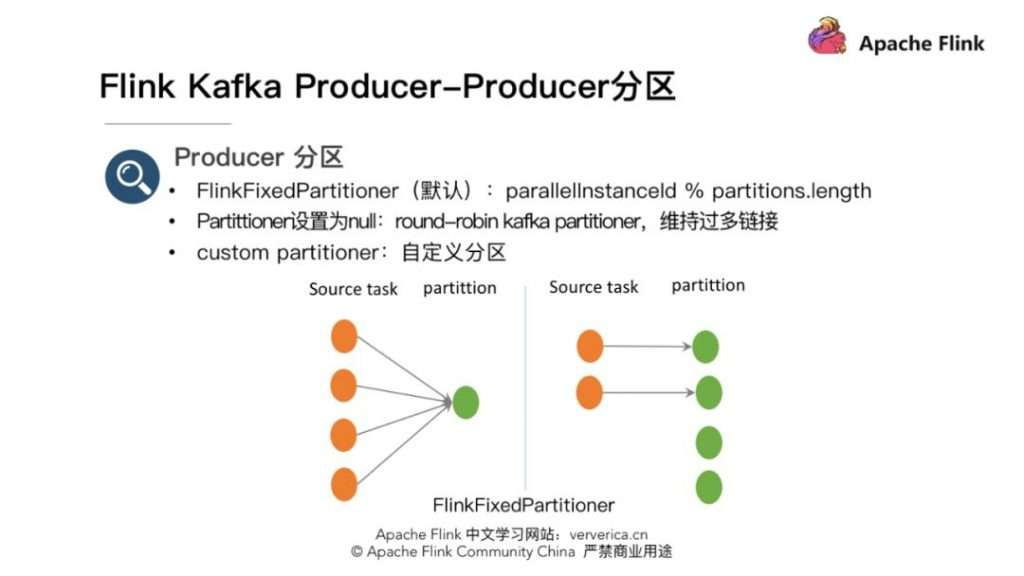 Apache Flink
Flink Kafka Producer-Producer分区
Producer 分区
• FlinkFixedPartitioner（默认）：parallelInstanceId % partitions.length
• Partittioner设置为null：round-robin kafka partitioner，维持过多链接
• custom partitioner：自定义分区
Source task partittion
Source task partittion
FlinkFixedPartitioner
Apache Flink 中文学习网站：ververica.cn
© Apache Flink Community China 严禁商业用途